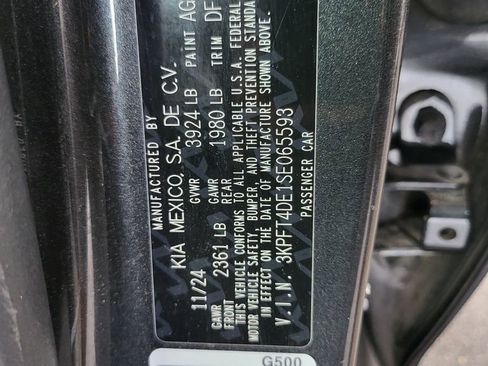 MANUFACTURED BY
KIA MEXICO, S.A. DE C.V.
11/24 GVWR 3924 LB PAINT AG
GAWR FRONT 2361 LB GAWR REAR 1980 LB TRIM DF
THIS VEHICLE CONFORMS TO ALL APPLICABLE U.S.A. FEDERAL
MOTOR VEHICLE SAFETY, BUMPER, AND THEFT PREVENTION STANDA
IN EFFECT ON THE DATE OF MANUFACTURE SHOWN ABOVE.
V.I.N. 3KPFT4DE1SE065593
PASSENGER CAR
G500